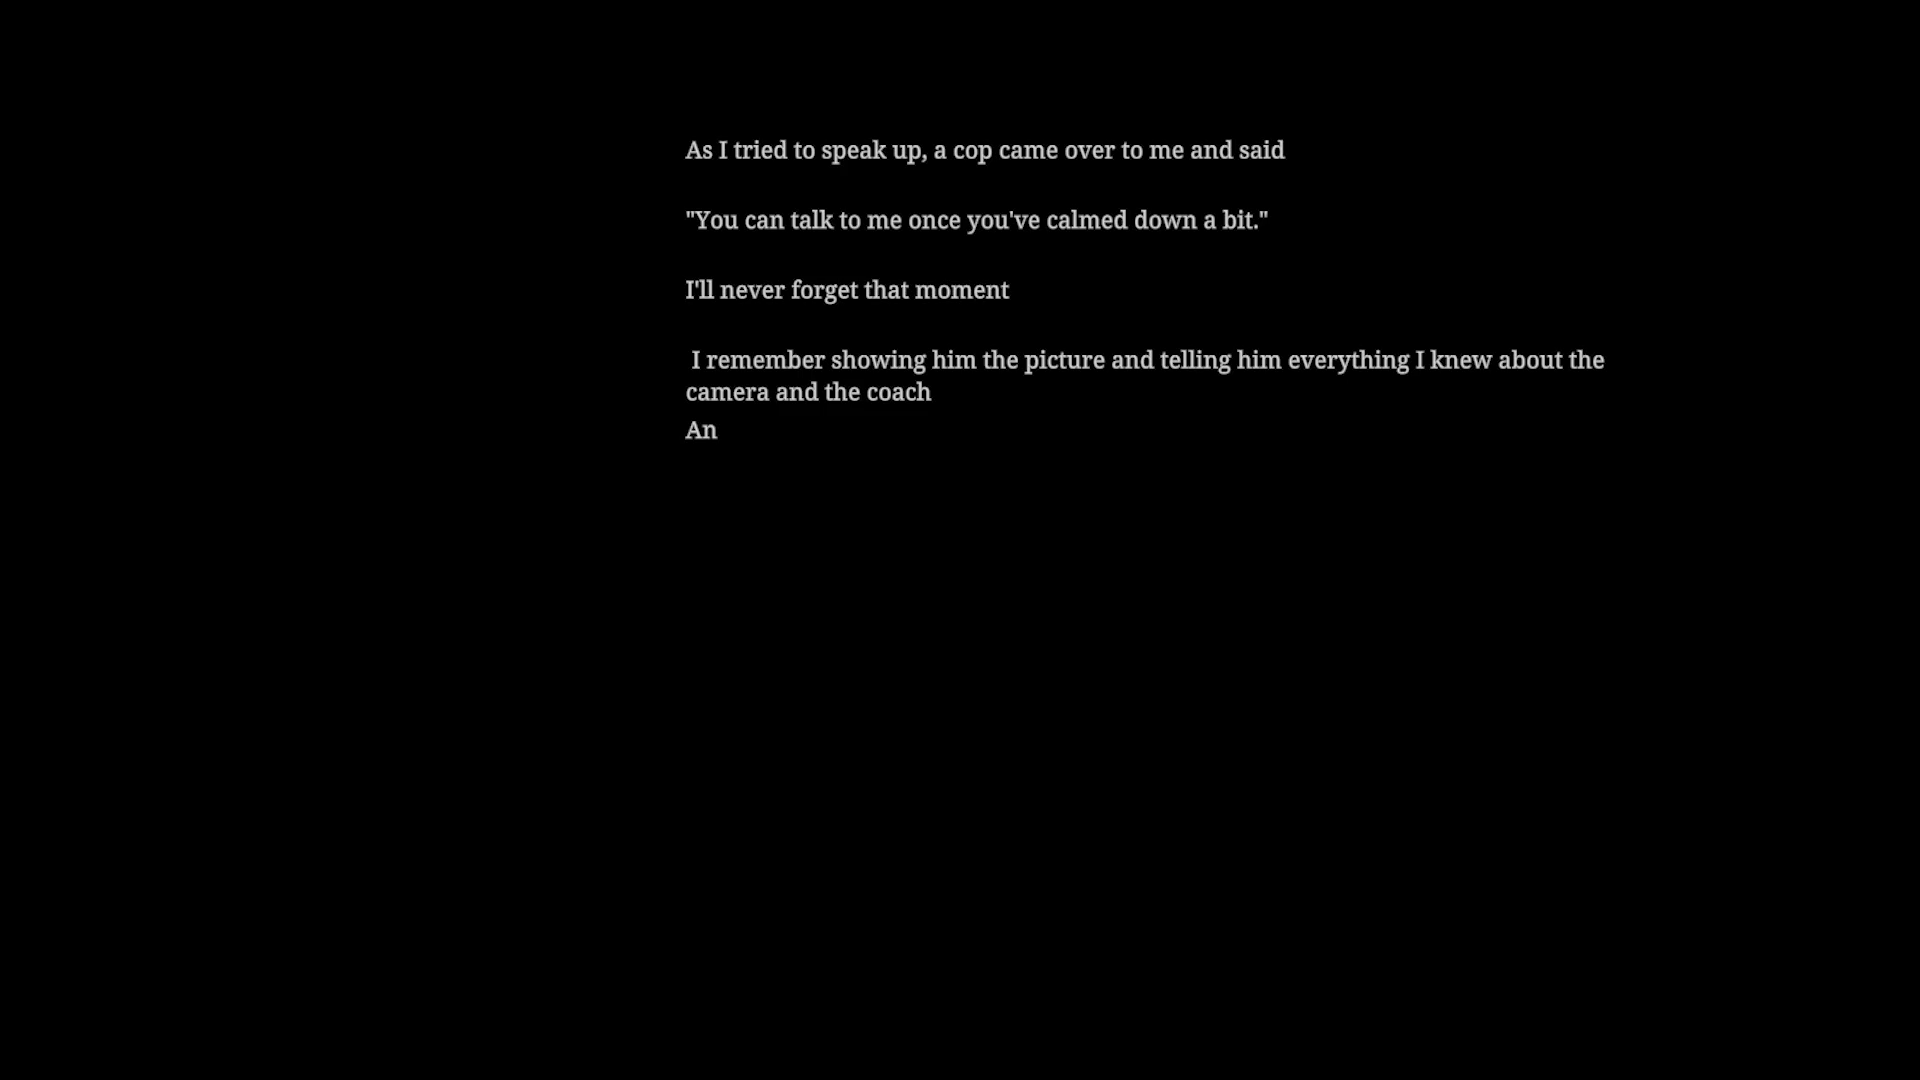 As I tried to speak up, a cop came over to me and said
"You can talk to me once you've calmed down a bit."
I'll never forget that moment
I remember showing him the picture and telling him everything I knew about the
camera and the coach
An